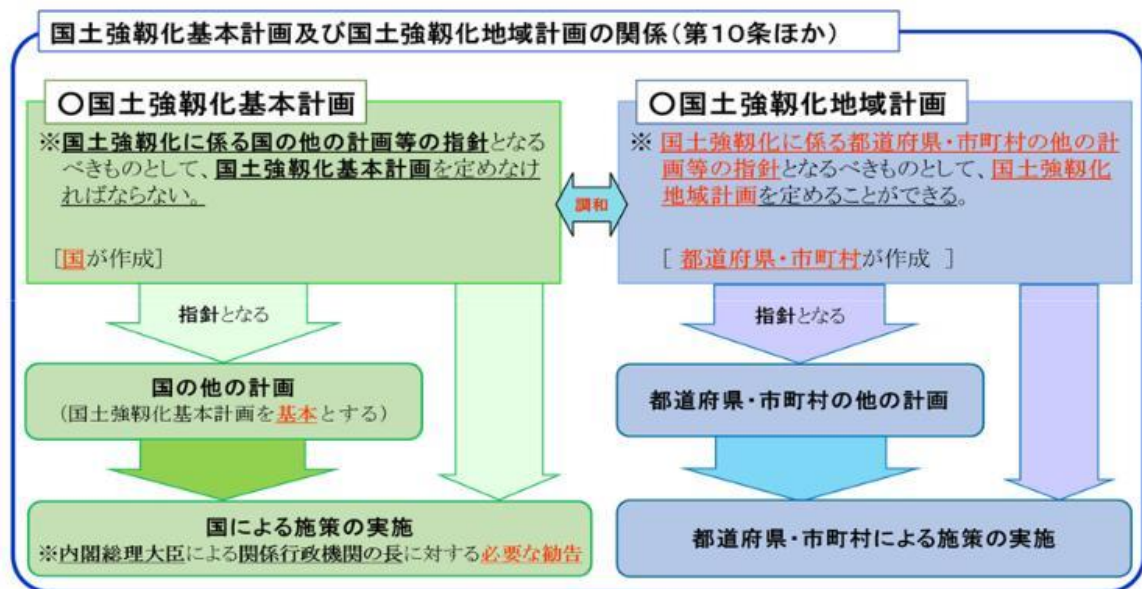 国土強靱化基本計画及び国土強靱化地域計画の関係(第10条ほか)
〇国土強靱化基本計画
※国土強靱化に係る国の他の計画等の指針となる
べきものとして、国土強靱化基本計画を定めなけ
ればならない。
[国が作成]
調和
〇国土強靱化地域計画
※ 国土強靱化に係る都道府県・市町村の他の計
画等の指針となるべきものとして、国土強靱化
地域計画を定めることができる。
[ 都道府県・市町村が作成 ]
指針となる
国の他の計画
(国土強靱化基本計画を基本とする)
国による施策の実施
※内閣総理大臣による関係行政機関の長に対する必要な勧告
指針となる
都道府県・市町村の他の計画
都道府県・市町村による施策の実施